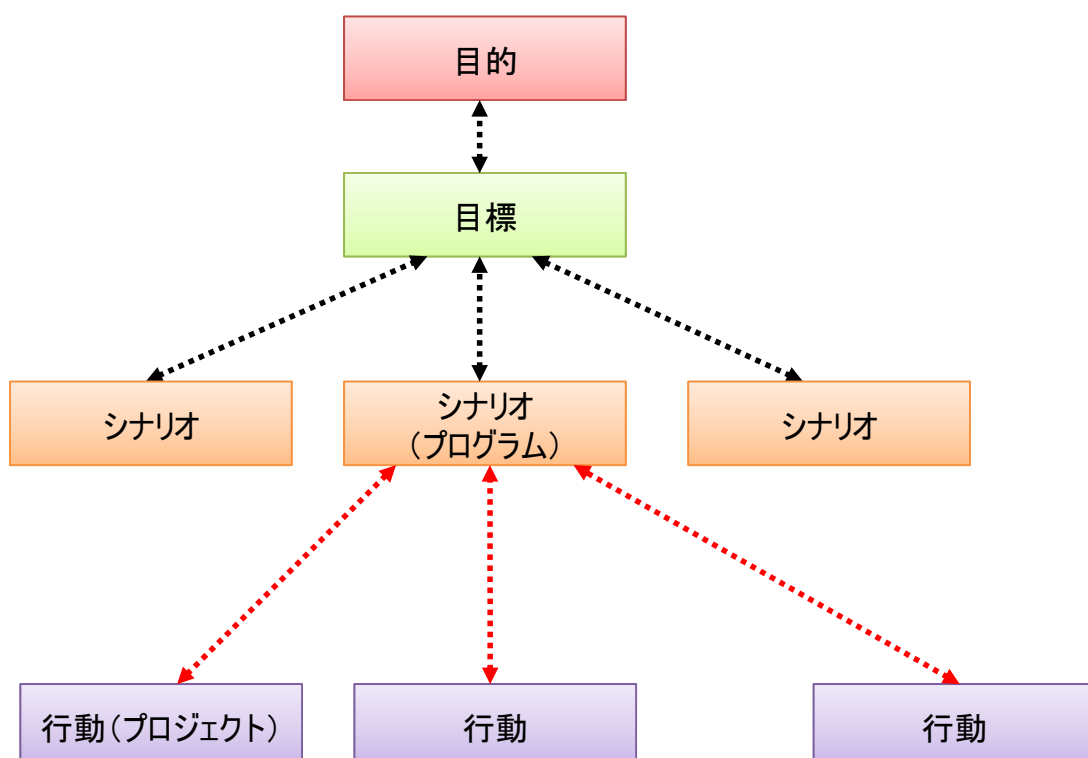 目的
目標
シナリオ
シナリオ
（プログラム）
シナリオ
行動（プロジェクト）
行動
行動